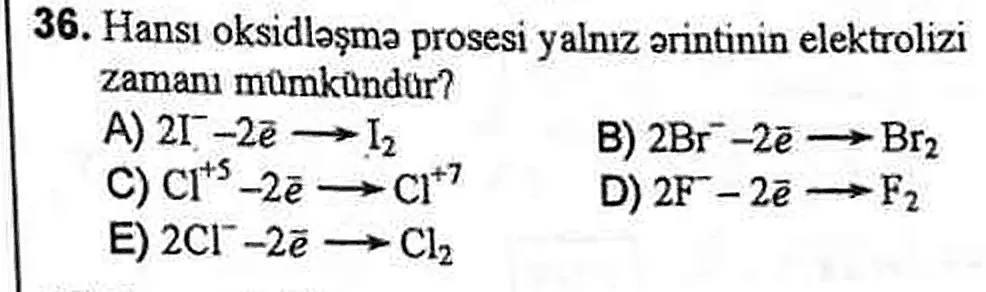 36. Hansı oksidləşmə prosesi yalnız ərintinin elektrolizi
zamanı mümkündür?
A) 2I⁻ –2ē ⟶ I₂ B) 2Br⁻ –2ē ⟶ Br₂
C) Cl⁺⁵ –2ē ⟶ Cl⁺⁷ D) 2F⁻ – 2ē ⟶ F₂
E) 2Cl⁻ –2ē ⟶ Cl₂